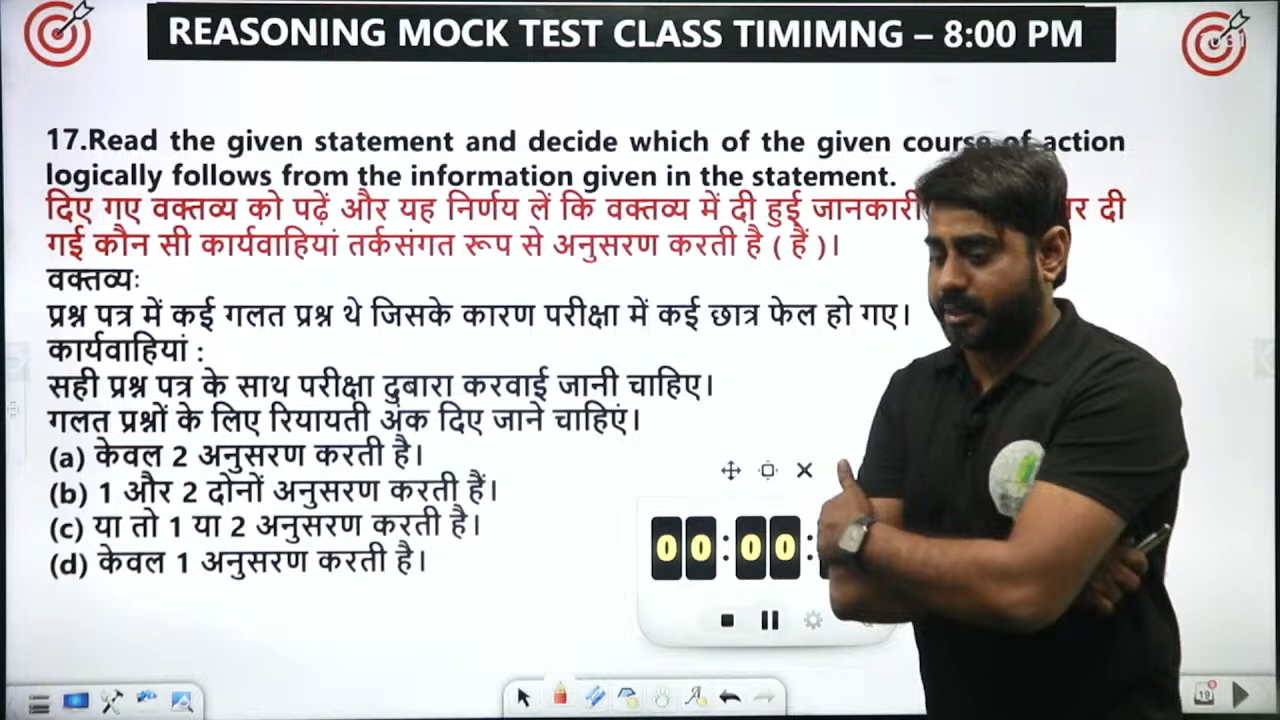 REASONING MOCK TEST CLASS TIMIMNG – 8:00 PM
17.Read the given statement and decide which of the given course of action
logically follows from the information given in the statement.
दिए गए वक्तव्य को पढ़ें और यह निर्णय लें कि वक्तव्य में दी हुई जानकारी दी
गई कौन सी कार्यवाहियां तर्कसंगत रूप से अनुसरण करती है ( हैं )।
वक्तव्यः
प्रश्न पत्र में कई गलत प्रश्न थे जिसके कारण परीक्षा में कई छात्र फेल हो गए।
कार्यवाहियां :
सही प्रश्न पत्र के साथ परीक्षा दुबारा करवाई जानी चाहिए।
गलत प्रश्नों के लिए रियायती अंक दिए जाने चाहिएं।
(a) केवल 2 अनुसरण करती है।
(b) 1 और 2 दोनों अनुसरण करती हैं।
(c) या तो 1 या 2 अनुसरण करती है।
(d) केवल 1 अनुसरण करती है।
00:00: